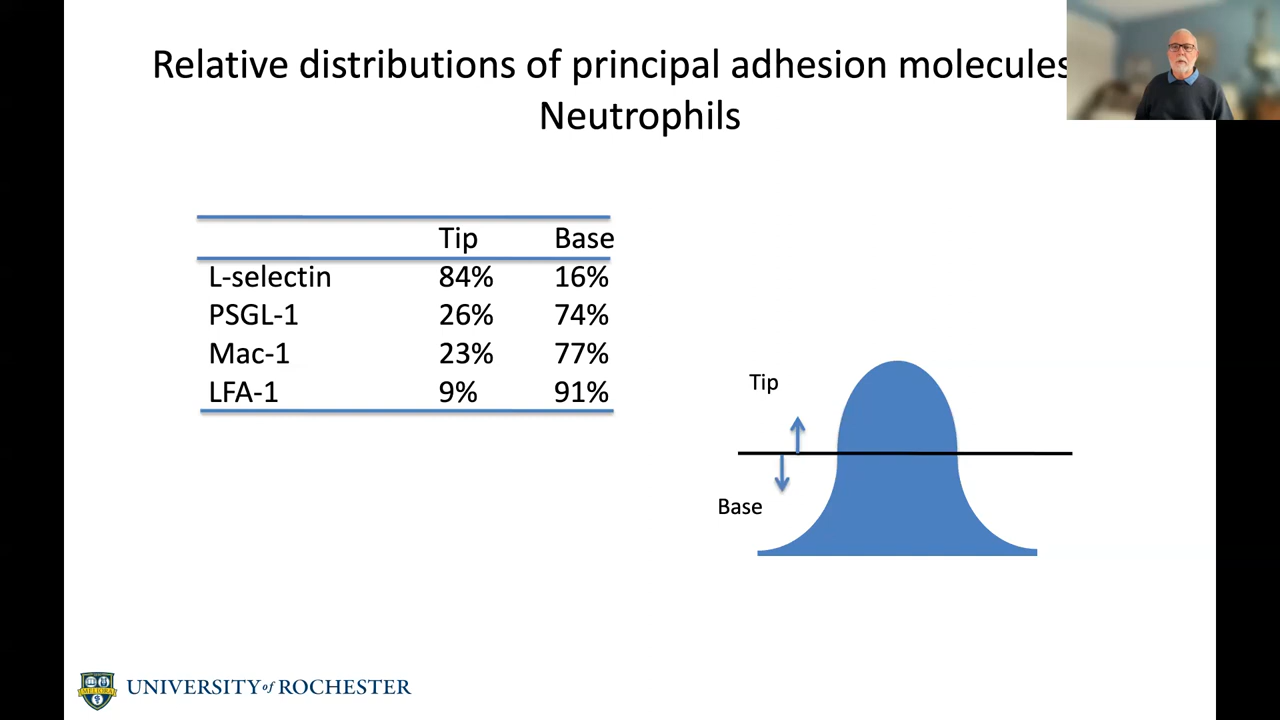 Relative distributions of principal adhesion molecules
Neutrophils
Tip Base
L-selectin 84% 16%
PSGL-1 26% 74%
Mac-1 23% 77%
LFA-1 9% 91%
Tip
Base
MELIORA
UNIVERSITY of ROCHESTER